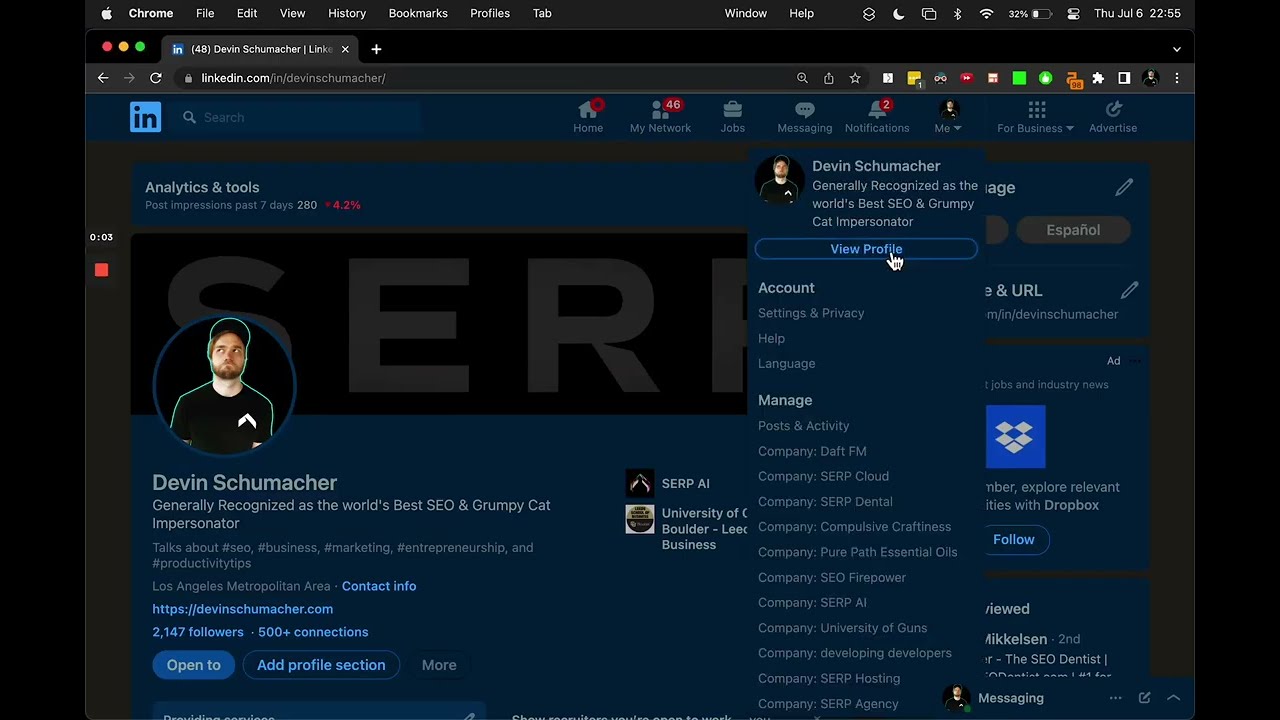 Chrome File Edit View History Bookmarks Profiles Tab Window Help 32% Thu Jul 6 22:55
in (48) Devin Schumacher | Linke
linkedin.com/in/devinschumacher/
1
98
in Search
Home
46 My Network
Jobs
Messaging
2 Notifications
Me
For Business
Advertise
Analytics & tools
Post impressions past 7 days 280 4.2%
0:03
SERP
Devin Schumacher
Generally Recognized as the world's Best SEO & Grumpy Cat
Impersonator
Talks about #seo, #business, #marketing, #entrepreneurship, and
#productivitytips
Los Angeles Metropolitan Area · Contact info
https://devinschumacher.com
2,147 followers · 500+ connections
Open to Add profile section More
Providing services
Show recruiters you're open to work
SERP AI
University of
Boulder - Leed
Business
Devin Schumacher
Generally Recognized as the
world's Best SEO & Grumpy
Cat Impersonator
View Profile
Account
Settings & Privacy
Help
Language
Manage
Posts & Activity
Company: Daft FM
Company: SERP Cloud
Company: SERP Dental
Company: Compulsive Craftiness
Company: Pure Path Essential Oils
Company: SEO Firepower
Company: SERP AI
Company: University of Guns
Company: developing developers
Company: SERP Hosting
Company: SERP Agency
age
Español
e & URL
m/in/devinschumacher
Ad ...
t jobs and industry news
mber, explore relevant
ities with Dropbox
Follow
viewed
Mikkelsen · 2nd
er - The SEO Dentist |
Messaging